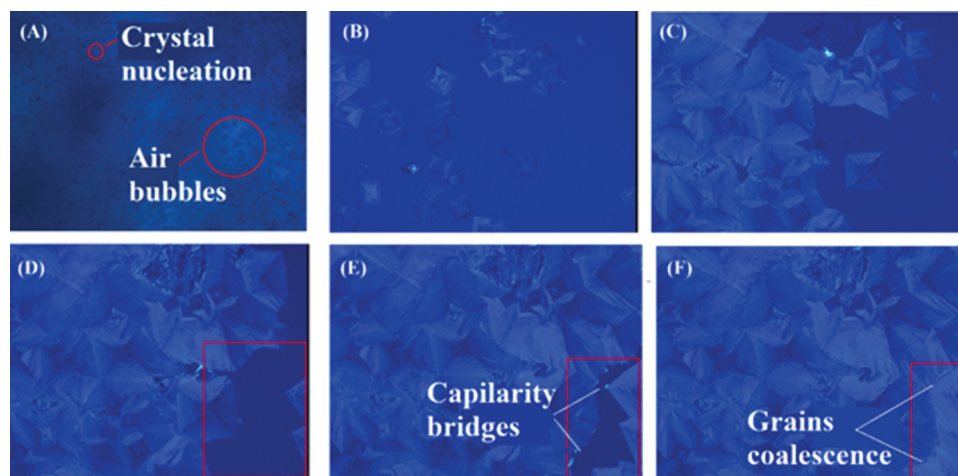 (A)
Crystal
nucleation
Air
bubbles
(B)
(C)
(D)
(E)
Capilarity
bridges
(F)
Grains
coalescence